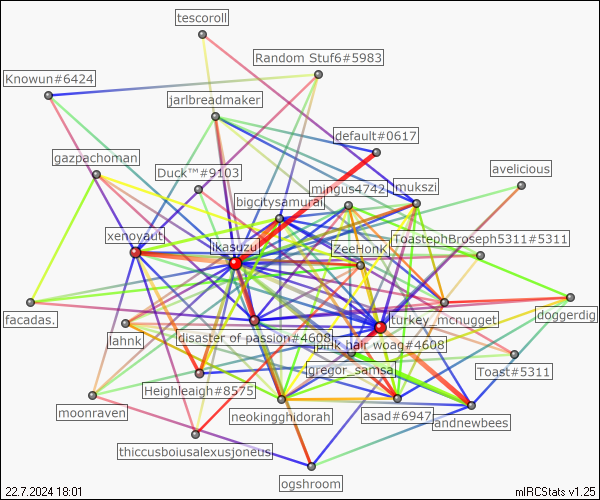 tescoroll
Random Stuf6#5983
Knowun#6424
jarlbreadmaker
default#0617
gazpachoman
Duck™#9103
avelicious
mingus4742
mukszi
bigcitysamurai
xenoyaut
ikasuzu
ZeeHonk
ToastephBroseph5311#5311
facadas.
turkey_mcnugget
doggerdig
lahnk
disaster of passion#4608
pink hair woag#4608
gregor_samsa
Toast#5311
Heighleigh#8575
moonraven
neokingghidorah
asad#6947
andnewbees
thiccusboiusalexusjoneus
ogshroom
22.7.2024 18:01
mIRCStats v1.25